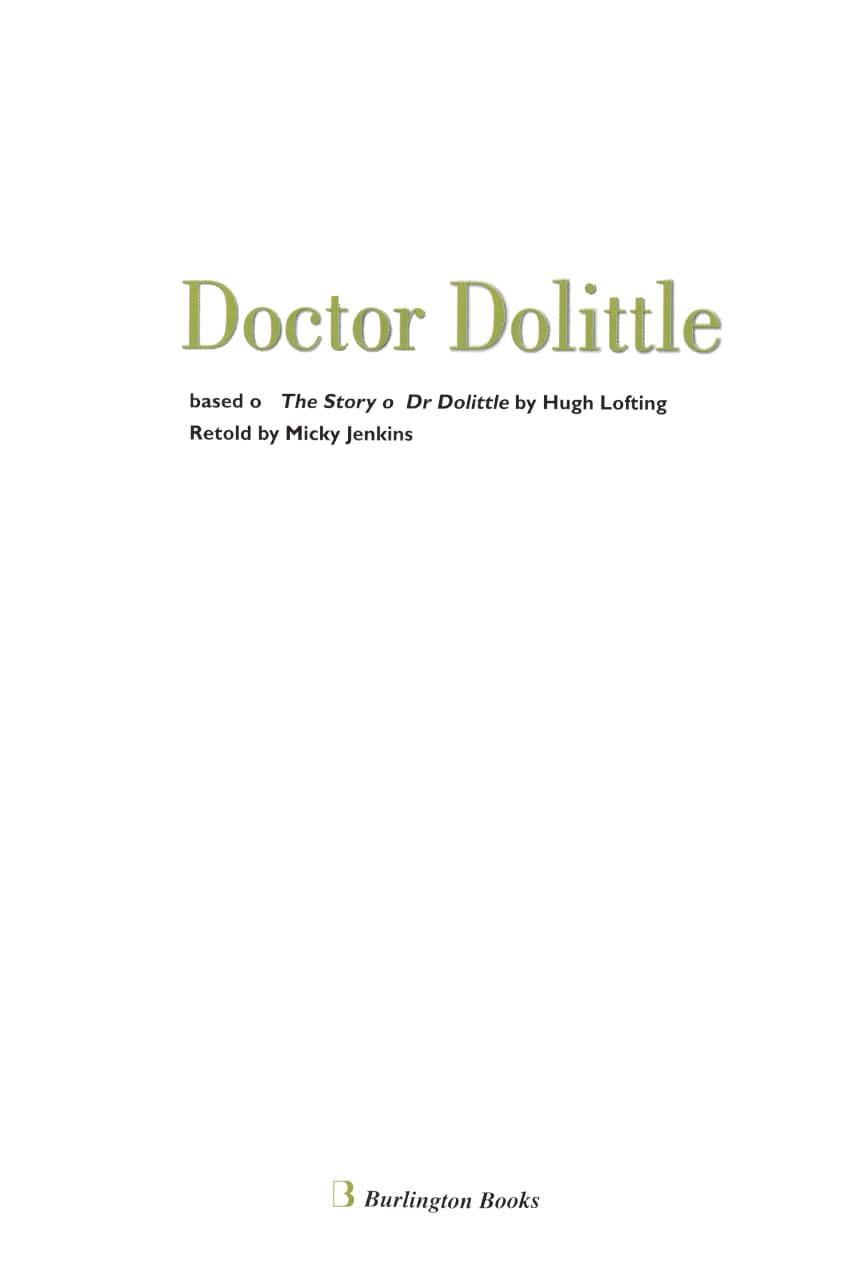 Doctor Dolittle
based o The Story o Dr Dolittle by Hugh Lofting
Retold by Micky Jenkins
B Burlington Books